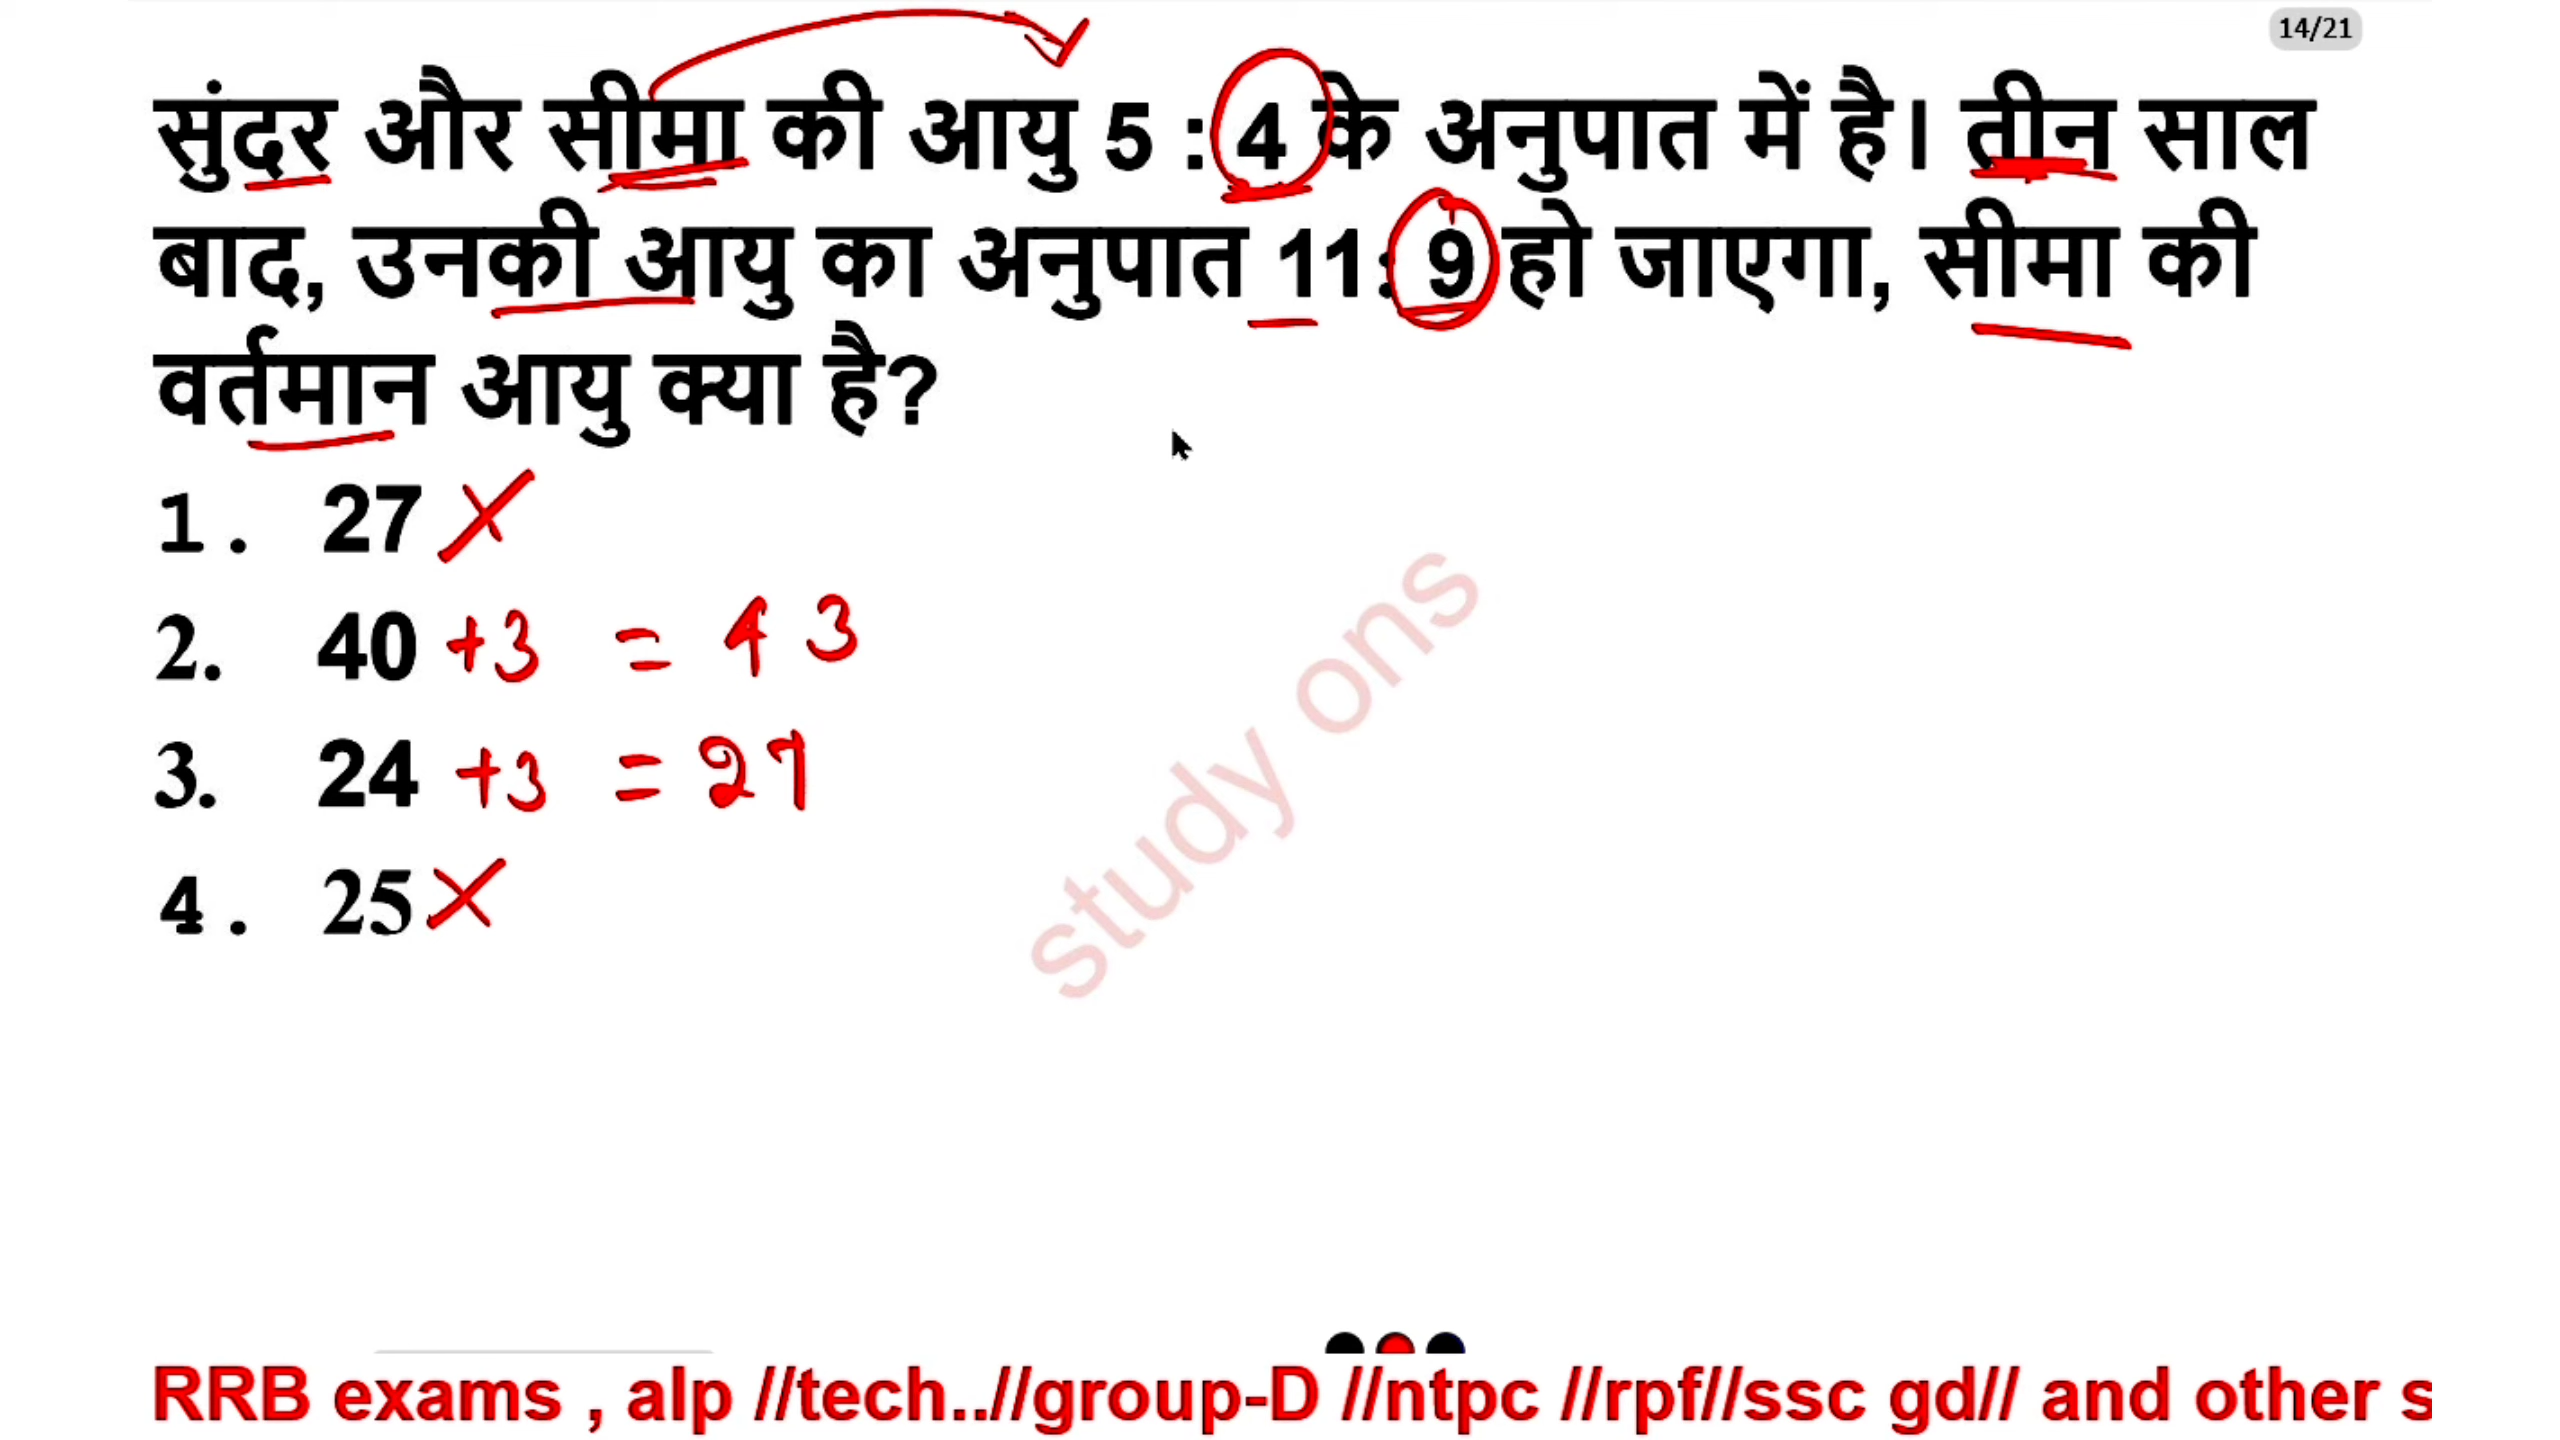 14/21
सुंदर और सीमा की आयु 5 : 4 के अनुपात में है। तीन साल
बाद, उनकी आयु का अनुपात 11: 9 हो जाएगा, सीमा की
वर्तमान आयु क्या है?
1. 27
2. 40 +3 = 43
3. 24 +3 = 27
4. 25
study ons
RRB exams , alp //tech..//group-D //ntpc //rpf//ssc gd// and other s